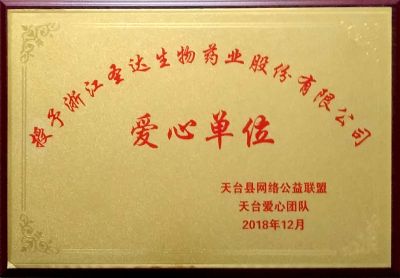 授予浙江圣达生物药业股份有限公司
爱心单位
天台县网络公益联盟
天台爱心团队
2018年12月